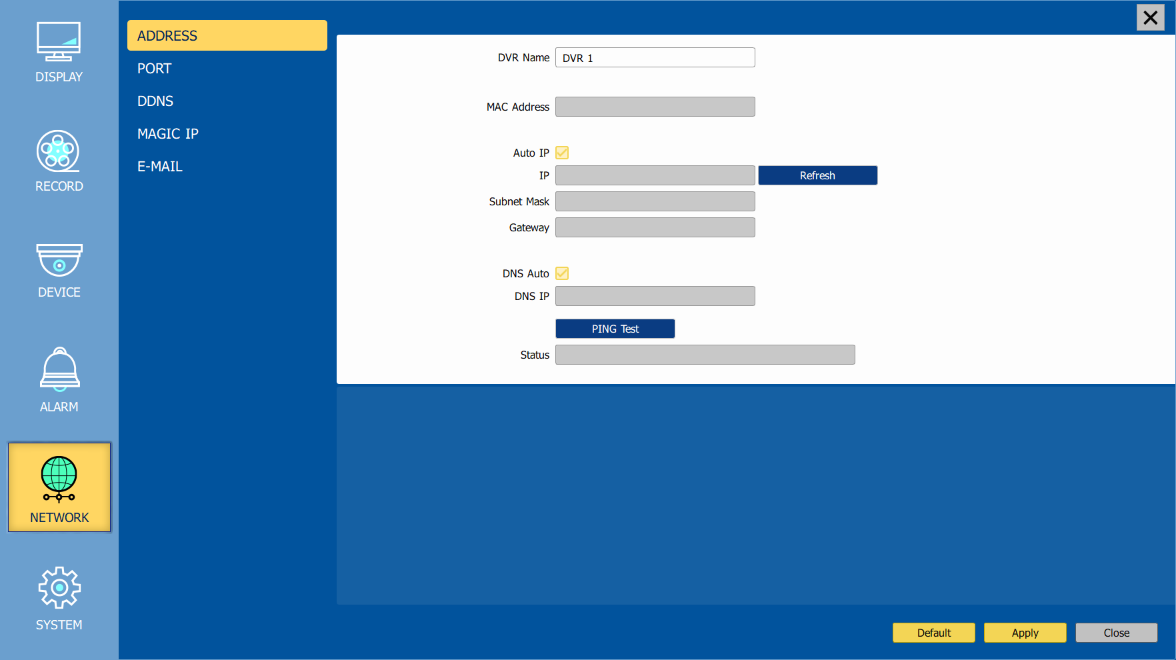 DISPLAY
RECORD
DEVICE
ALARM
NETWORK
SYSTEM
ADDRESS
PORT
DDNS
MAGIC IP
E-MAIL
DVR Name DVR 1
MAC Address
Auto IP
IP Refresh
Subnet Mask
Gateway
DNS Auto
DNS IP
PING Test
Status
Default Apply Close